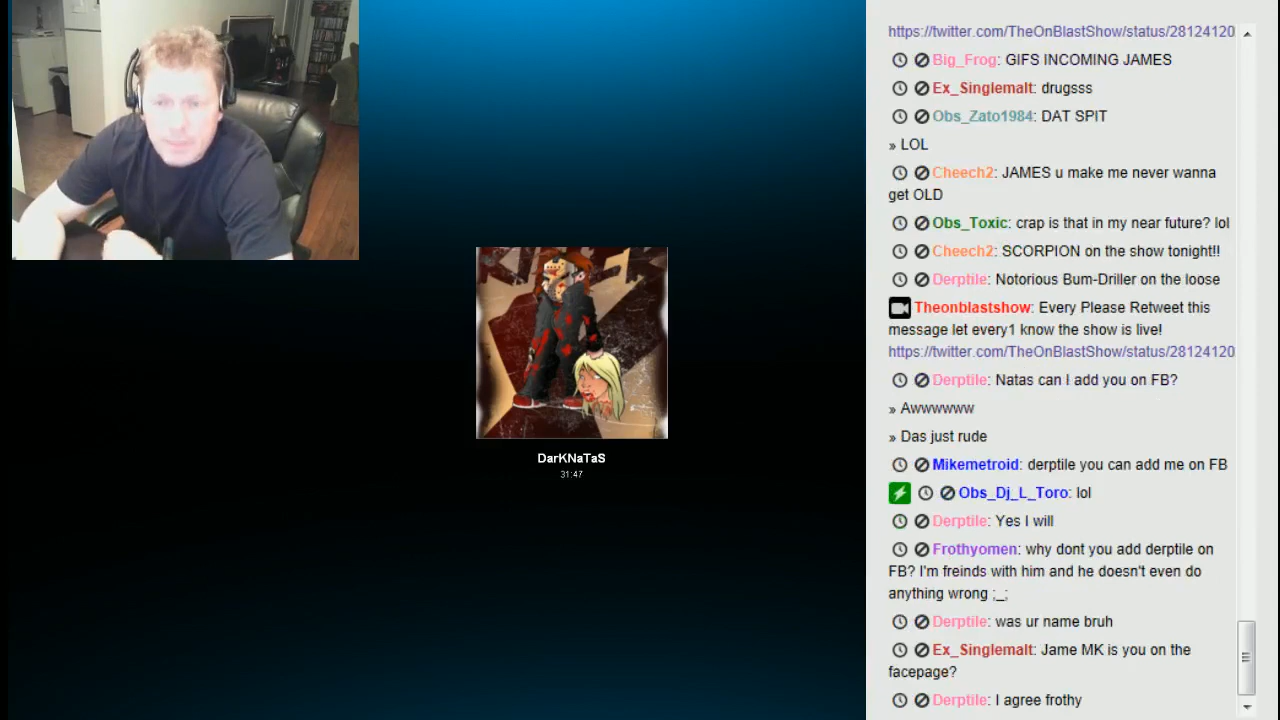 https://twitter.com/TheOnBlastShow/status/28124120
Big_Frog: GIFS INCOMING JAMES
Ex_Singlemalt: drugsss
Obs_Zato1984: DAT SPIT
» LOL
Cheech2: JAMES u make me never wanna
get OLD
Obs_Toxic: crap is that in my near future? lol
Cheech2: SCORPION on the show tonight!!
Derptile: Notorious Bum-Driller on the loose
Theonblastshow: Every Please Retweet this
message let every1 know the show is live!
https://twitter.com/TheOnBlastShow/status/28124120
Derptile: Natas can I add you on FB?
» Awwwwww
» Das just rude
Mikemetroid: derptile you can add me on FB
Obs_Dj_L_Toro: lol
Derptile: Yes I will
Frothyomen: why dont you add derptile on
FB? I'm freinds with him and he doesn't even do
anything wrong ;_;
Derptile: was ur name bruh
Ex_Singlemalt: Jame MK is you on the
facepage?
Derptile: I agree frothy
DarKNaTaS
31:47